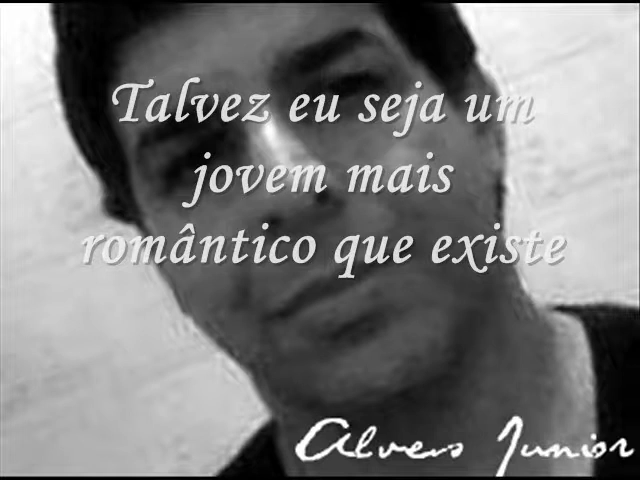 Talvez eu seja um
jovem mais
romântico que existe
Alvers Junior